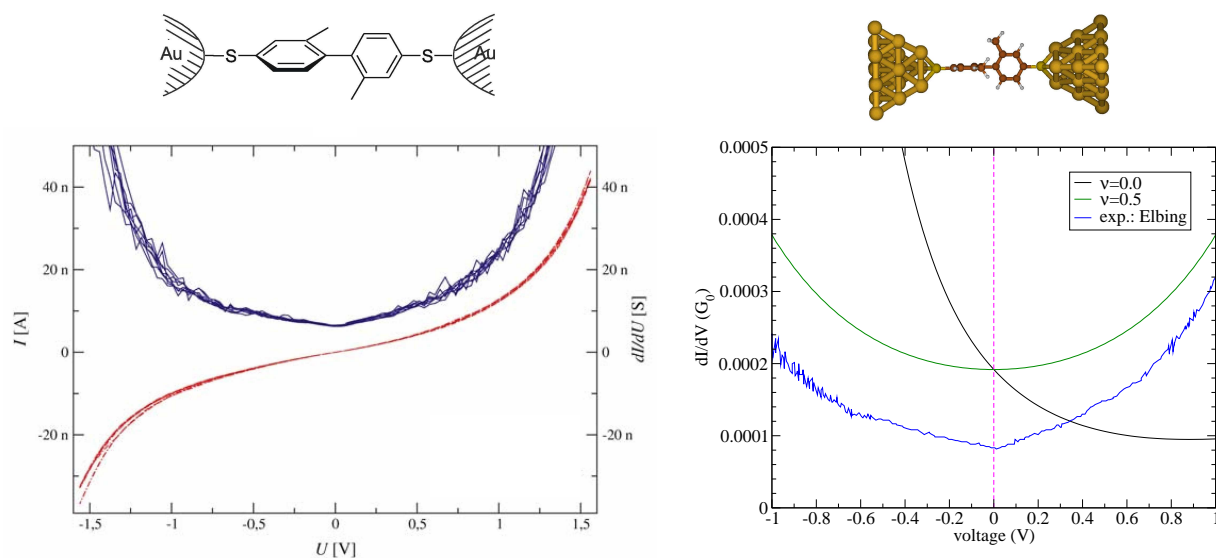 Au
S
S
Au
40 n
20 n
0
-20 n
I [A]
40 n
20 n
0
-20 n
dI/dU [S]
-1,5
-1
-0,5
0
0,5
1
1,5
U [V]
0.0005
0.0004
0.0003
0.0002
0.0001
0
dI/dV (G0)
ν=0.0
ν=0.5
exp.: Elbing
-1
-0.8
-0.6
-0.4
-0.2
0
0.2
0.4
0.6
0.8
1
voltage (V)